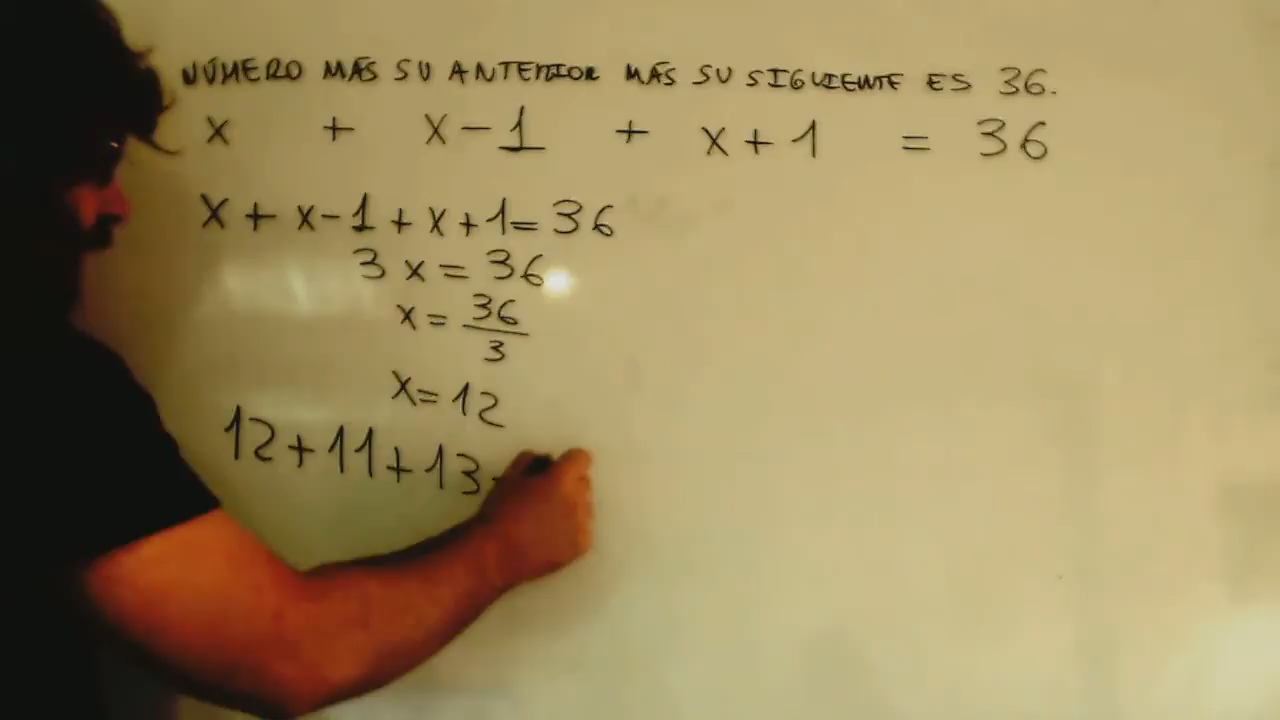 NÚMERO MÁS SU ANTERIOR MÁS SU SIGUIENTE ES 36.
x + x-1 + x+1 = 36
x + x-1 + x+1 = 36
3x = 36
x = 36/3
x = 12
12+11+13